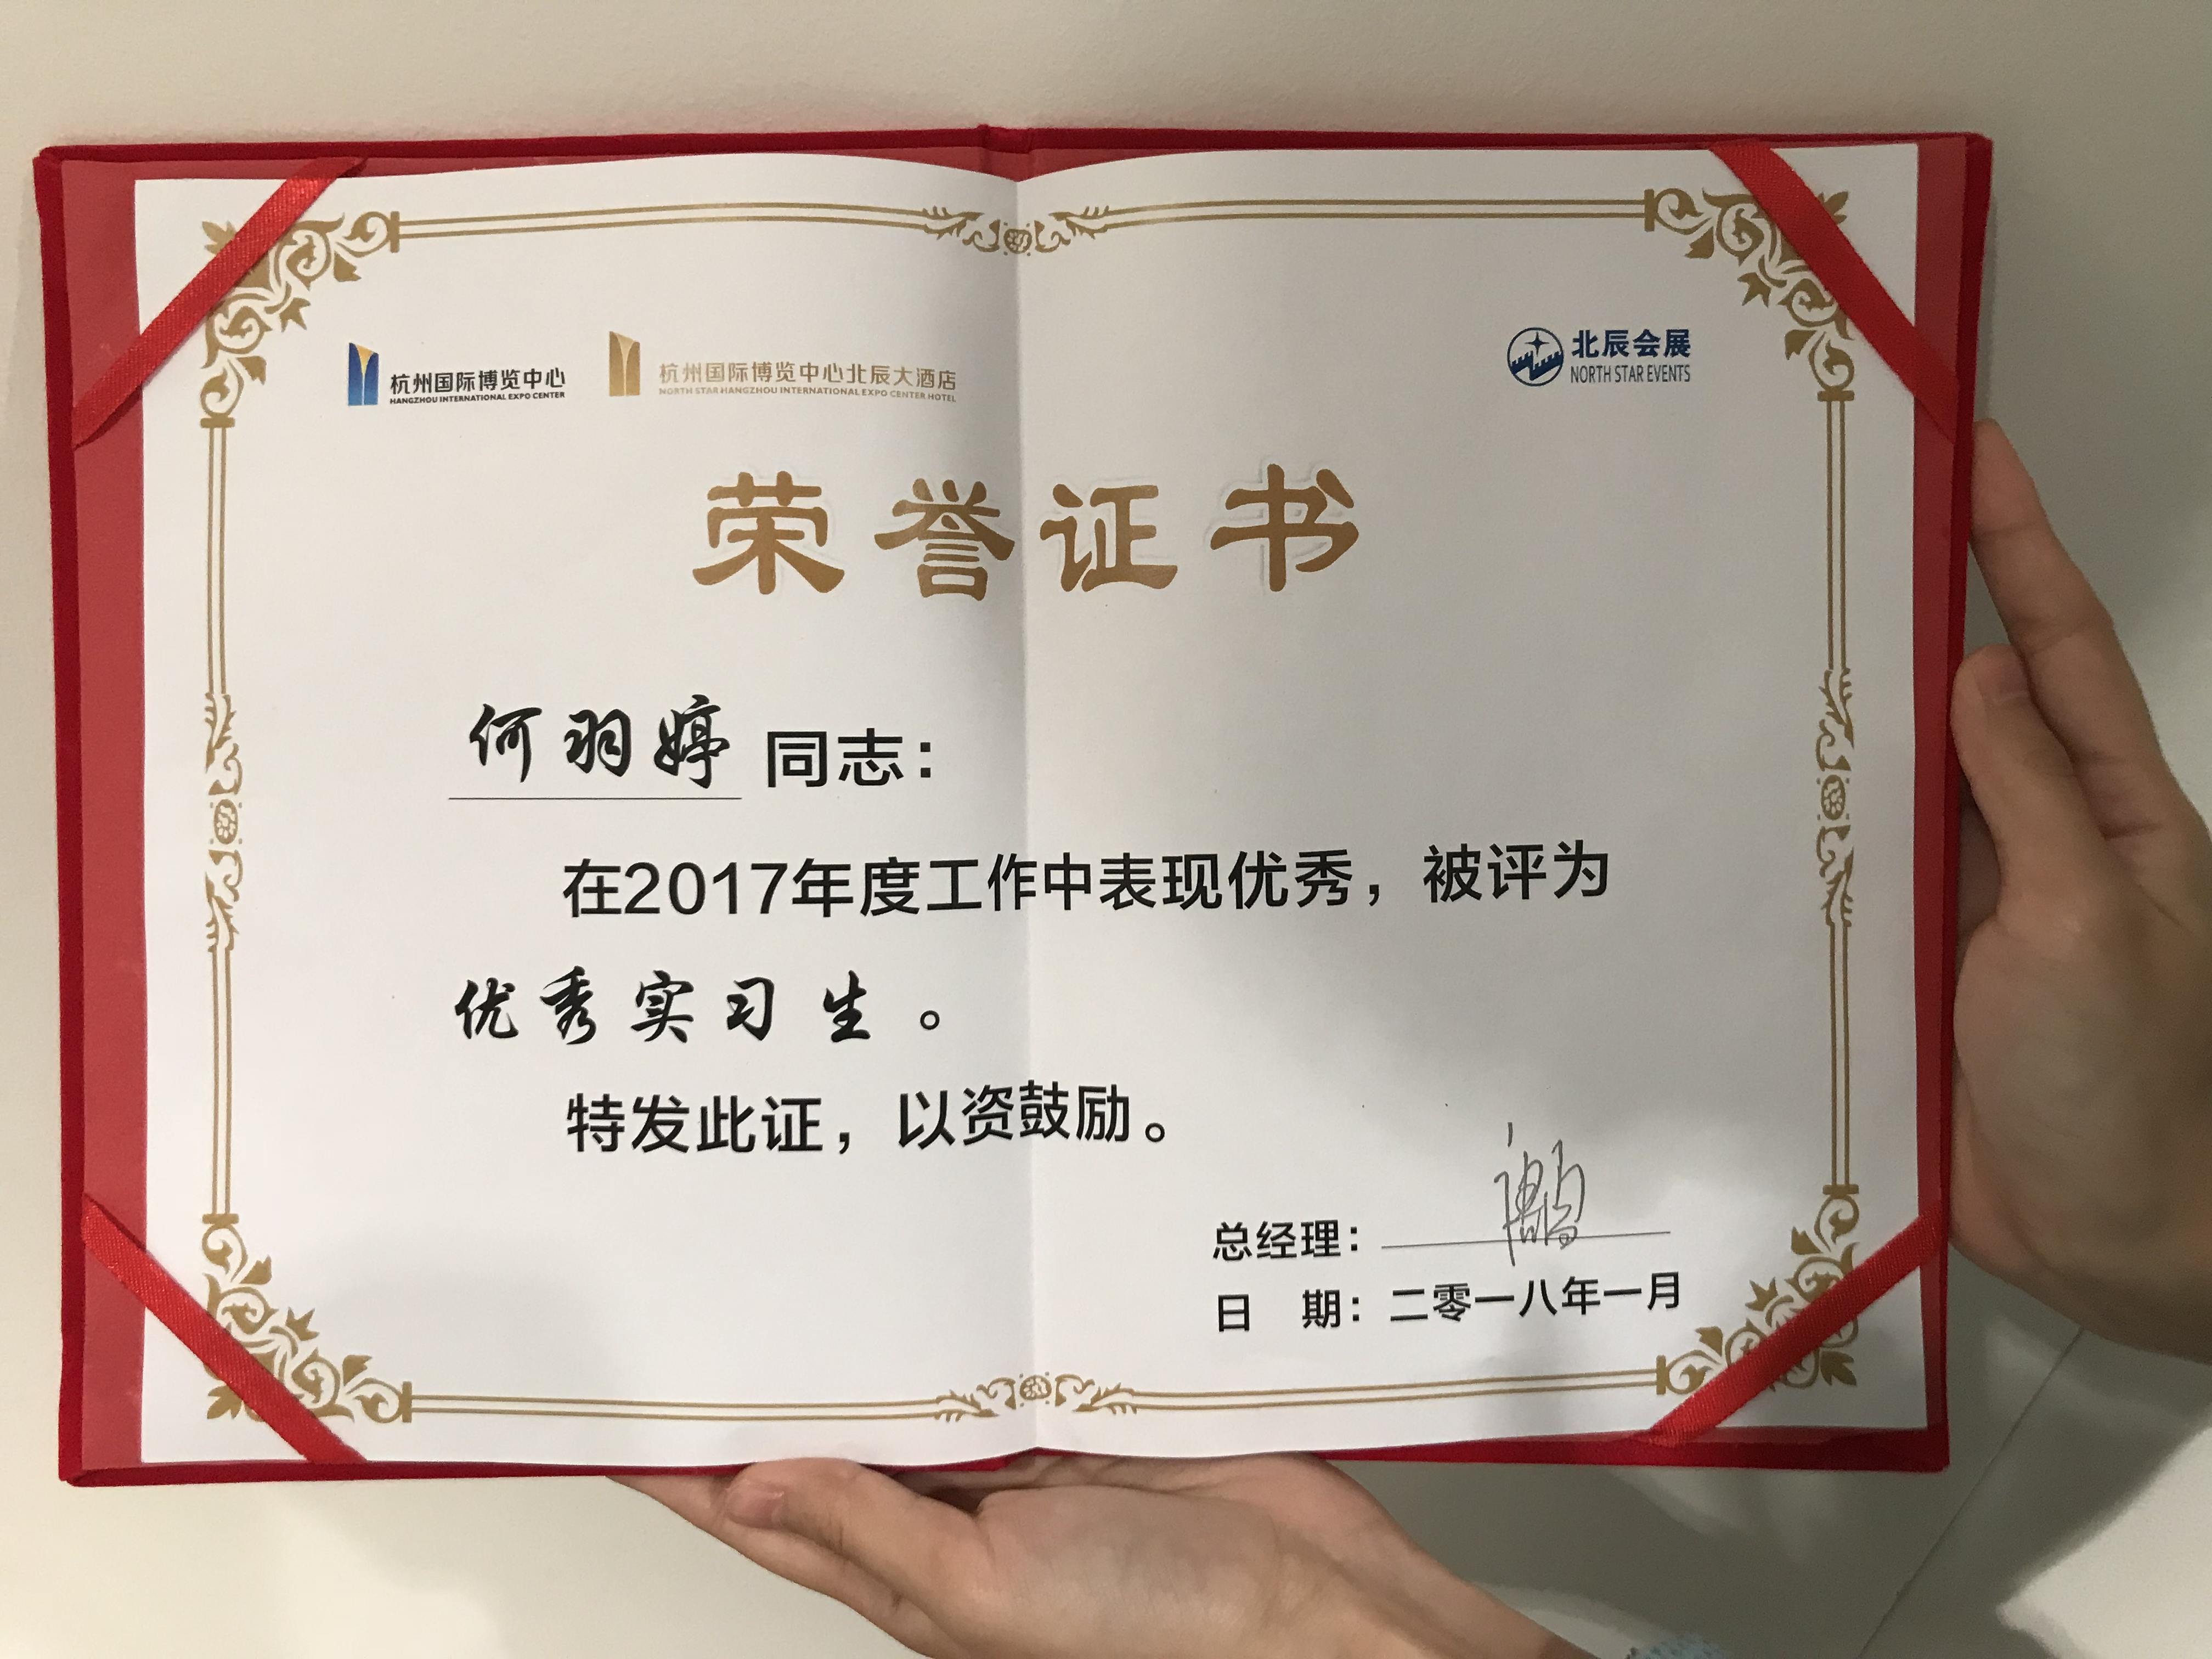 杭州国际博览中心
HANGZHOU INTERNATIONAL EXPO CENTER
杭州国际博览中心北辰大酒店
NORTH STAR HANGZHOU INTERNATIONAL EXPO CENTER HOTEL
北辰会展
NORTH STAR EVENTS
荣誉证书
何羽婷 同志：
在2017年度工作中表现优秀，被评为
优秀实习生。
特发此证，以资鼓励。
总经理：
日 期：二零一八年一月